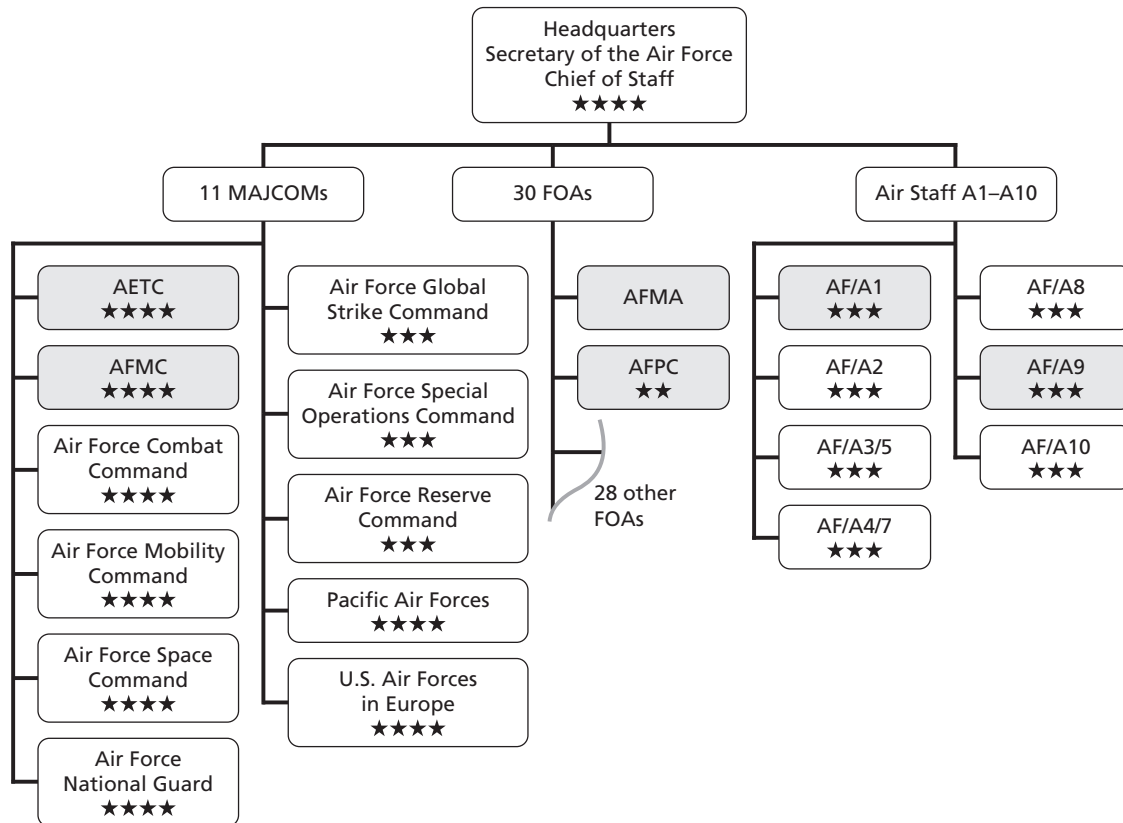 Headquarters
Secretary of the Air Force
Chief of Staff
★★★★
11 MAJCOMs
30 FOAs
Air Staff A1–A10
AETC
★★★★
AFMC
★★★★
Air Force Combat
Command
★★★★
Air Force Mobility
Command
★★★★
Air Force Space
Command
★★★★
Air Force
National Guard
★★★★
Air Force Global
Strike Command
★★★
Air Force Special
Operations Command
★★★
Air Force Reserve
Command
★★★
Pacific Air Forces
★★★★
U.S. Air Forces
in Europe
★★★★
AFMA
AFPC
★★
28 other
FOAs
AF/A1
★★★
AF/A2
★★★
AF/A3/5
★★★
AF/A4/7
★★★
AF/A8
★★★
AF/A9
★★★
AF/A10
★★★